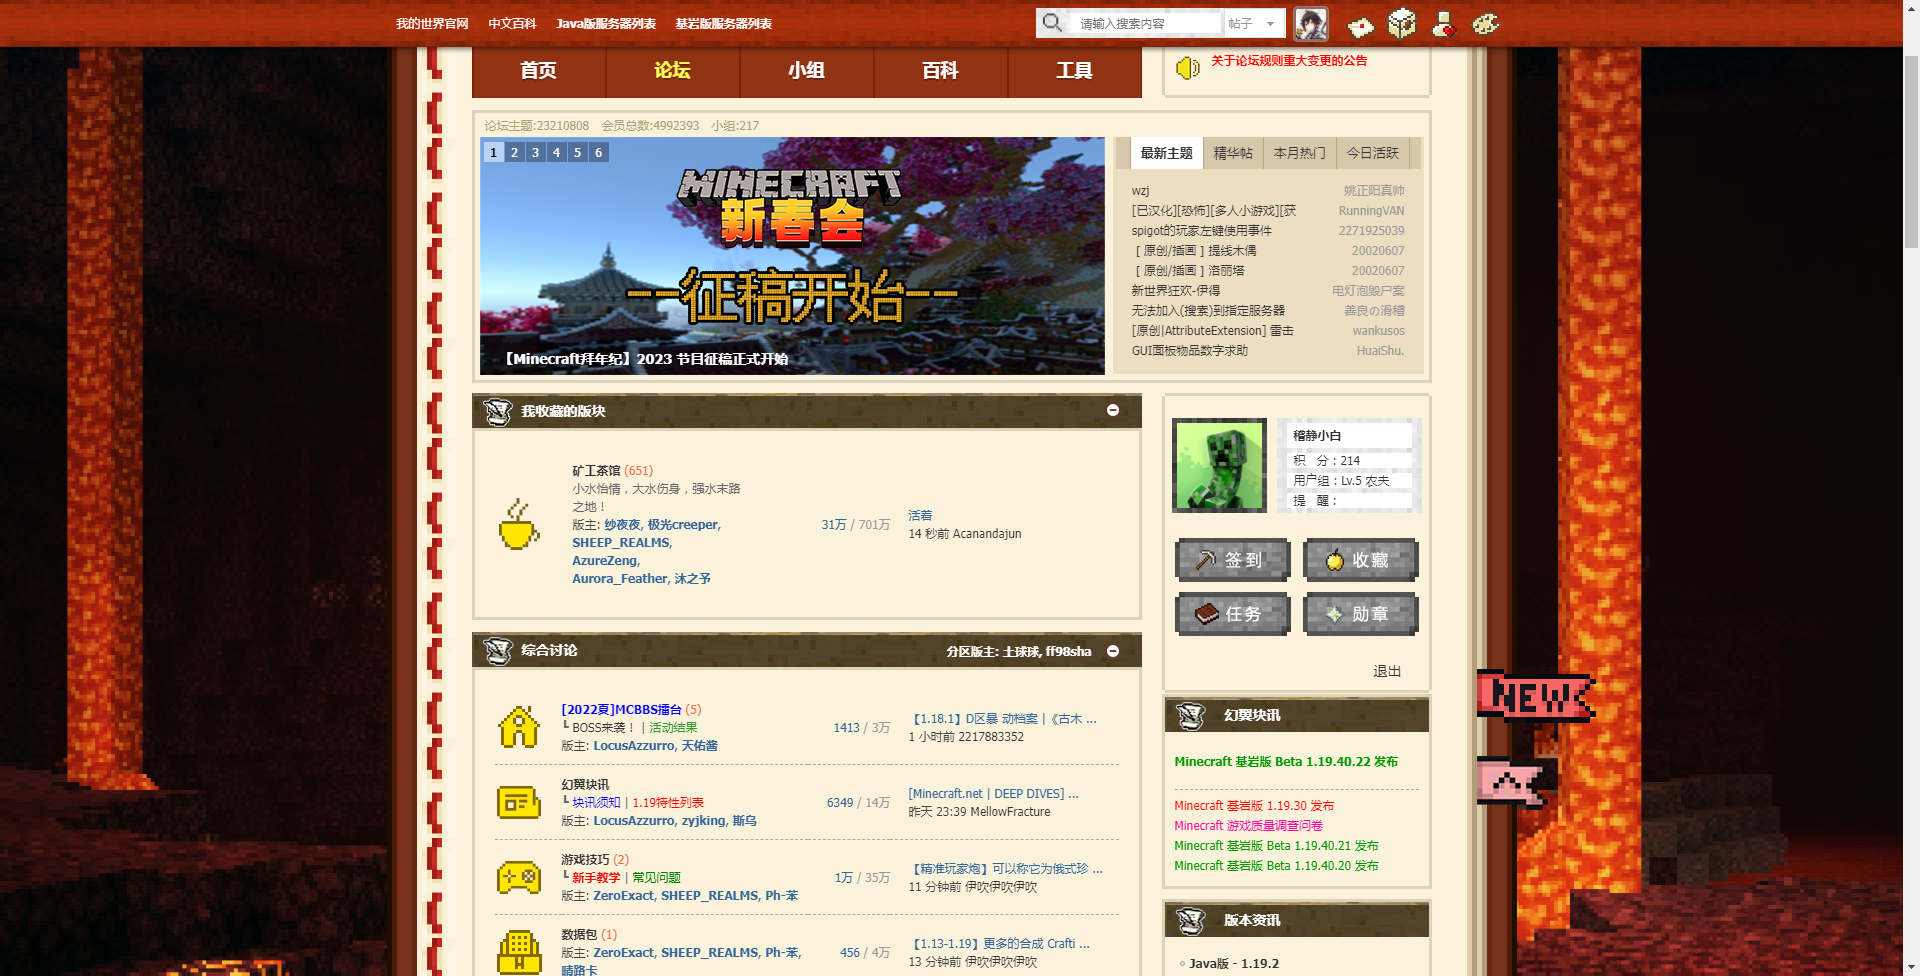 我的世界官网 中文百科 Java版服务器列表 基岩版服务器列表
请输入搜索内容 帖子
首页 论坛 小组 百科 工具
关于论坛规则重大变更的公告
论坛主题:23210808 会员总数:4992393 小组:217
1 2 3 4 5 6
MINECRAFT
新春会
--征稿开始--
【Minecraft拜年纪】2023 节目征稿正式开始
最新主题 精华帖 本月热门 今日活跃
wzj 姚正阳真帅
[已汉化][恐怖][多人小游戏][获 RunningVAN
spigot的玩家左键使用事件 2271925039
[ 原创/插画 ] 提线木偶 20020607
[ 原创/插画 ] 洛丽塔 20020607
新世界狂欢-伊得 电灯泡毁尸案
无法加入(搜索)到指定服务器 善良の滑稽
[原创|AttributeExtension] 雷击 wankusos
GUI面板物品数字求助 HuaiShu.
我收藏的版块
矿工茶馆 (651)
小水怡情，大水伤身，强水末路
之地！
版主: 纱夜夜, 极光creeper,
SHEEP_REALMS,
AzureZeng,
Aurora_Feather, 沐之予
31万 / 701万
活着
14 秒前 Acanandajun
综合讨论 分区版主: 土球球, ff98sha
[2022夏]MCBBS擂台 (5)
┗ BOSS来袭！ | 活动结果
版主: LocusAzzurro, 天佑酱
1413 / 3万
【1.18.1】D区暴 动档案 |《古木 ...
1 小时前 2217883352
幻翼块讯
┗ 块讯须知 | 1.19特性列表
版主: LocusAzzurro, zyjking, 斯乌
6349 / 14万
[Minecraft.net | DEEP DIVES] ...
昨天 23:39 MellowFracture
游戏技巧 (2)
┗ 新手教学 | 常见问题
版主: ZeroExact, SHEEP_REALMS, Ph-苯
1万 / 35万
【精准玩家炮】可以称它为俄式珍 ...
11 分钟前 伊吹伊吹伊吹
数据包 (1)
版主: ZeroExact, SHEEP_REALMS, Ph-苯,
晴路卡
456 / 4万
【1.13-1.19】更多的合成 Crafti ...
13 分钟前 伊吹伊吹伊吹
稽静小白
积 分：214
用户组：Lv.5 农夫
提 醒：
签到 收藏
任务 勋章
退出
幻翼块讯
Minecraft 基岩版 Beta 1.19.40.22 发布
Minecraft 基岩版 1.19.30 发布
Minecraft 游戏质量调查问卷
Minecraft 基岩版 Beta 1.19.40.21 发布
Minecraft 基岩版 Beta 1.19.40.20 发布
版本资讯
Java版 - 1.19.2
NEW